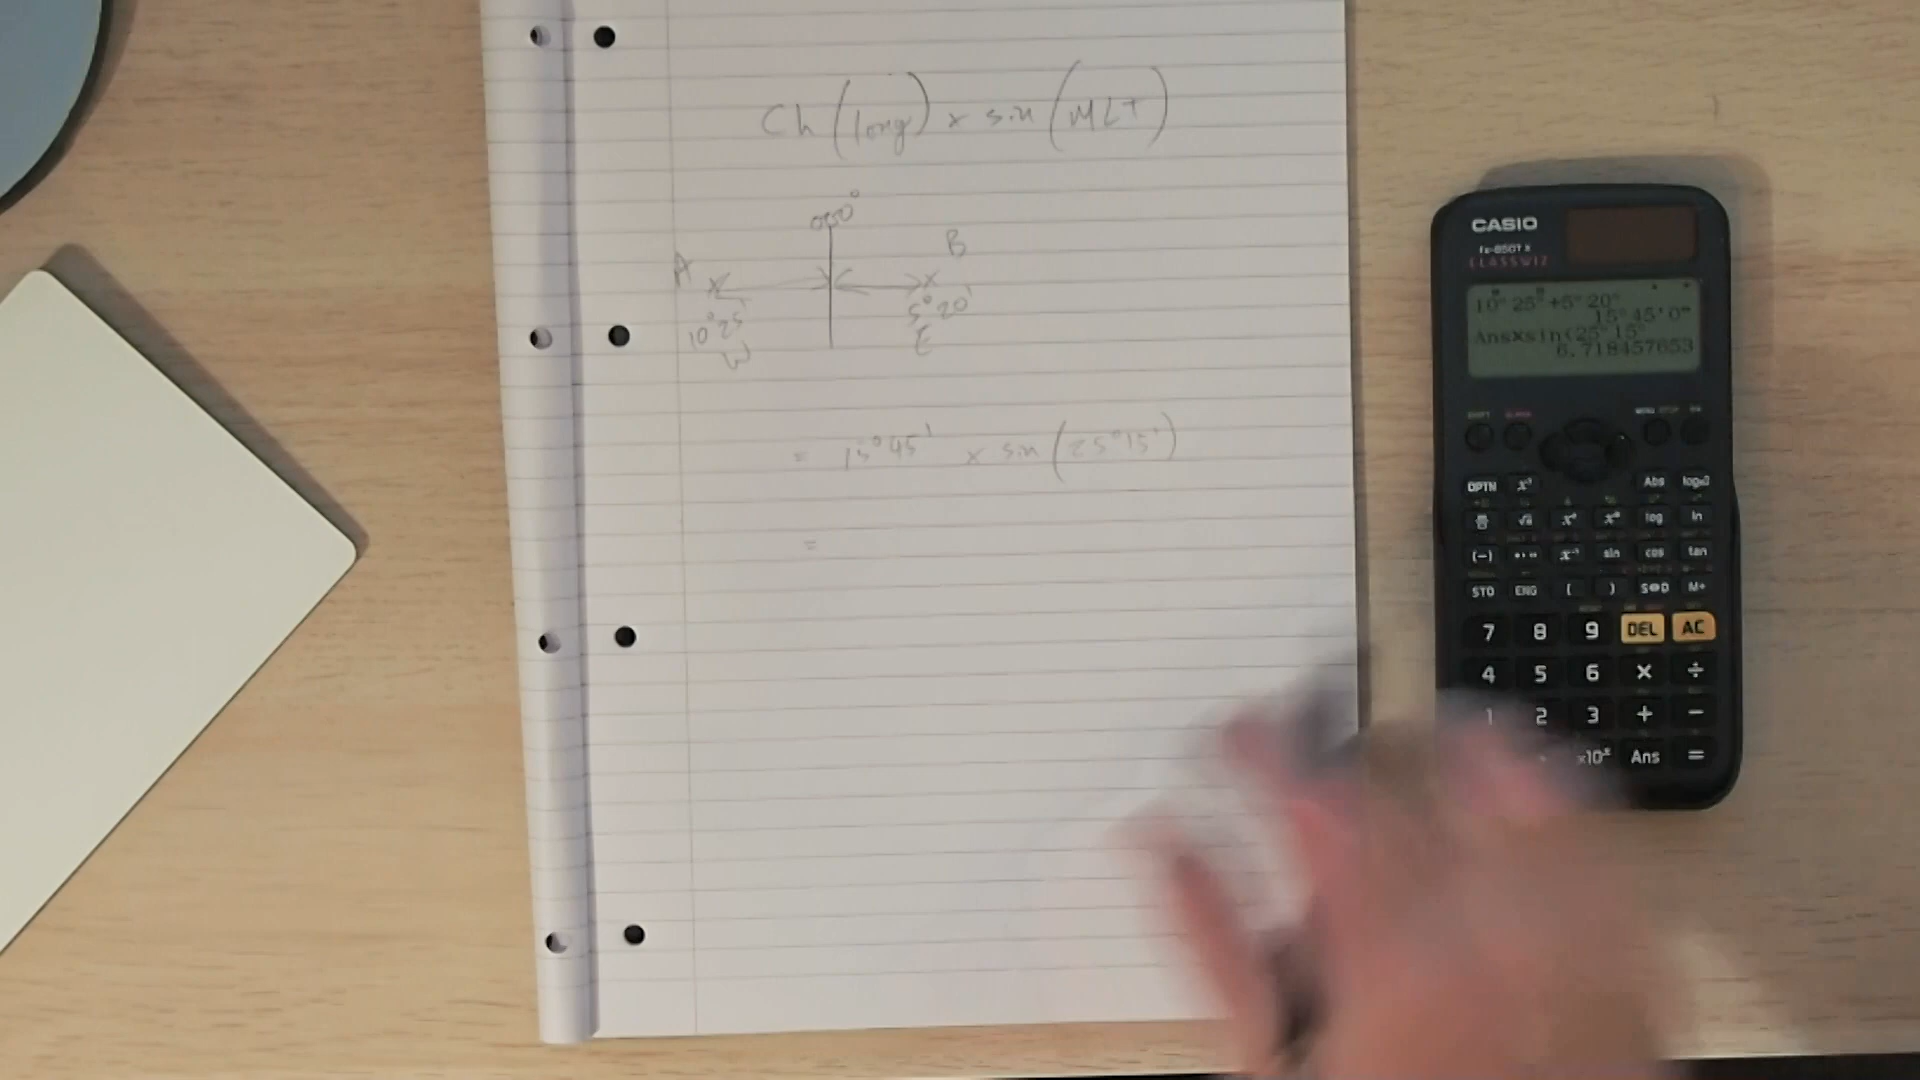 Ch (long) x sin (MLT)
000°
A
B
10°25'
W
5°20'
E
= 15°45' x sin (25°15')
=
CASIO
fx-85GT X
CLASSWIZ
10°25°+5°20°
15°45'0"
Ans×sin(25°15°
6.718457653
OPTN
Abs
log
ln
(-)
sin
cos
tan
STO
ENG
(
)
S⇔D
M+
7 8 9 DEL AC
4 5 6 × ÷
1 2 3 + −
×10ˣ Ans =